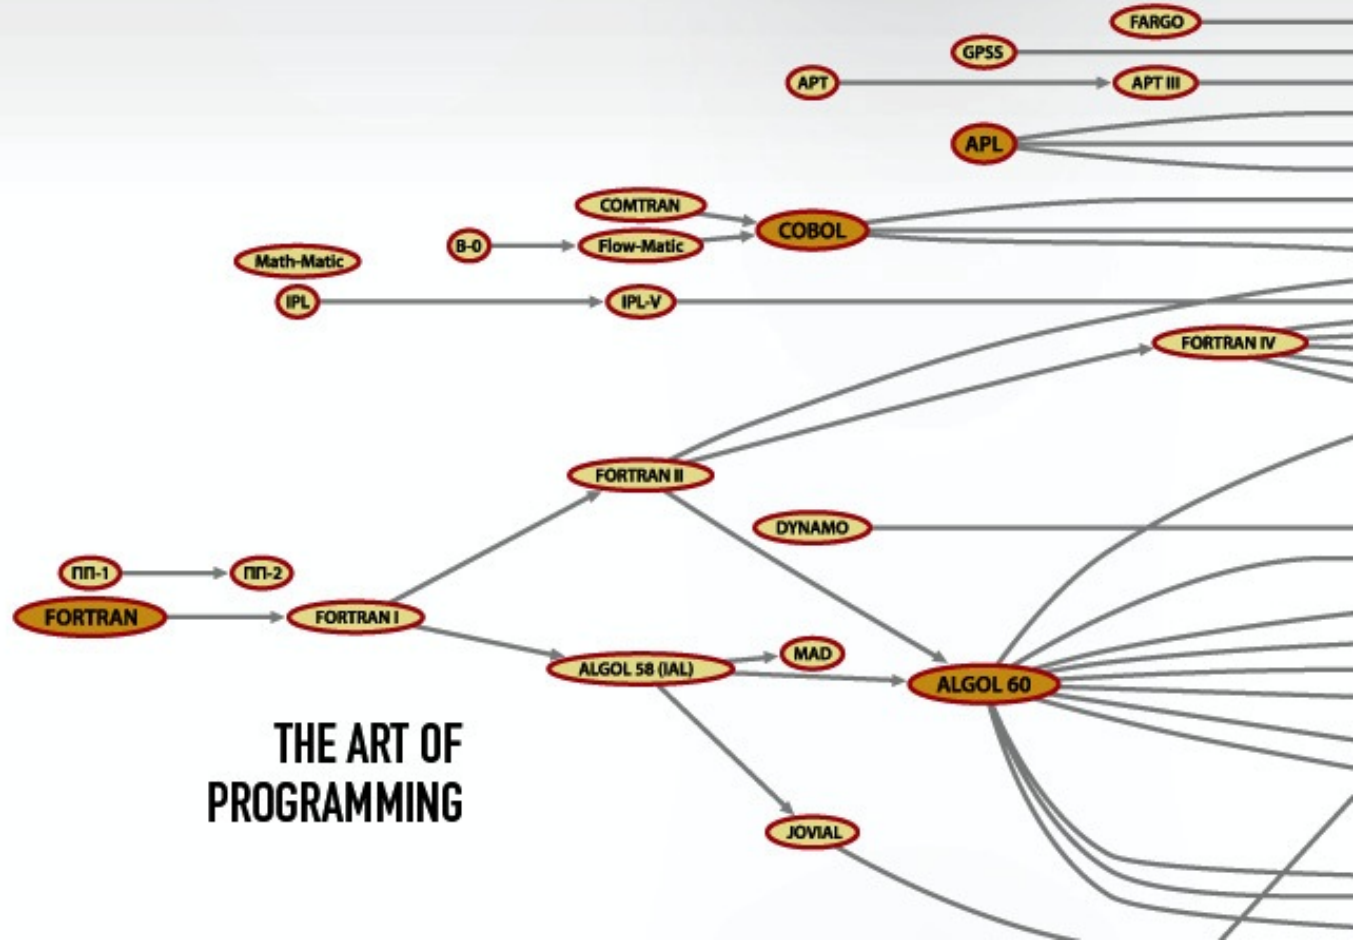 FARGO
GPSS
APT
APT III
APL
COMTRAN
COBOL
B-0
Flow-Matic
Math-Matic
IPL
IPL-V
FORTRAN IV
FORTRAN II
DYNAMO
ПП-1
ПП-2
FORTRAN
FORTRAN I
MAD
ALGOL 58 (IAL)
ALGOL 60
THE ART OF
PROGRAMMING
JOVIAL